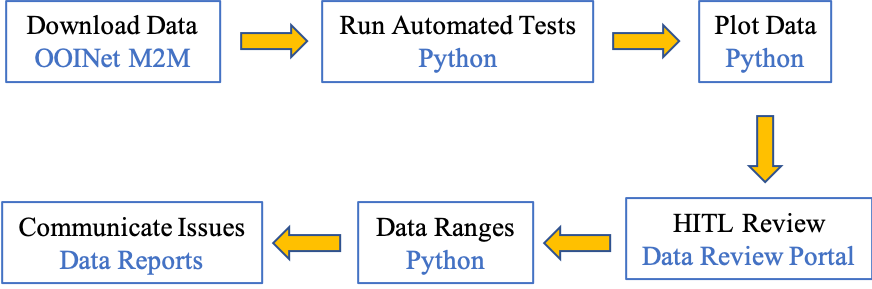 Download Data
OOINet M2M
Run Automated Tests
Python
Plot Data
Python
HITL Review
Data Review Portal
Data Ranges
Python
Communicate Issues
Data Reports